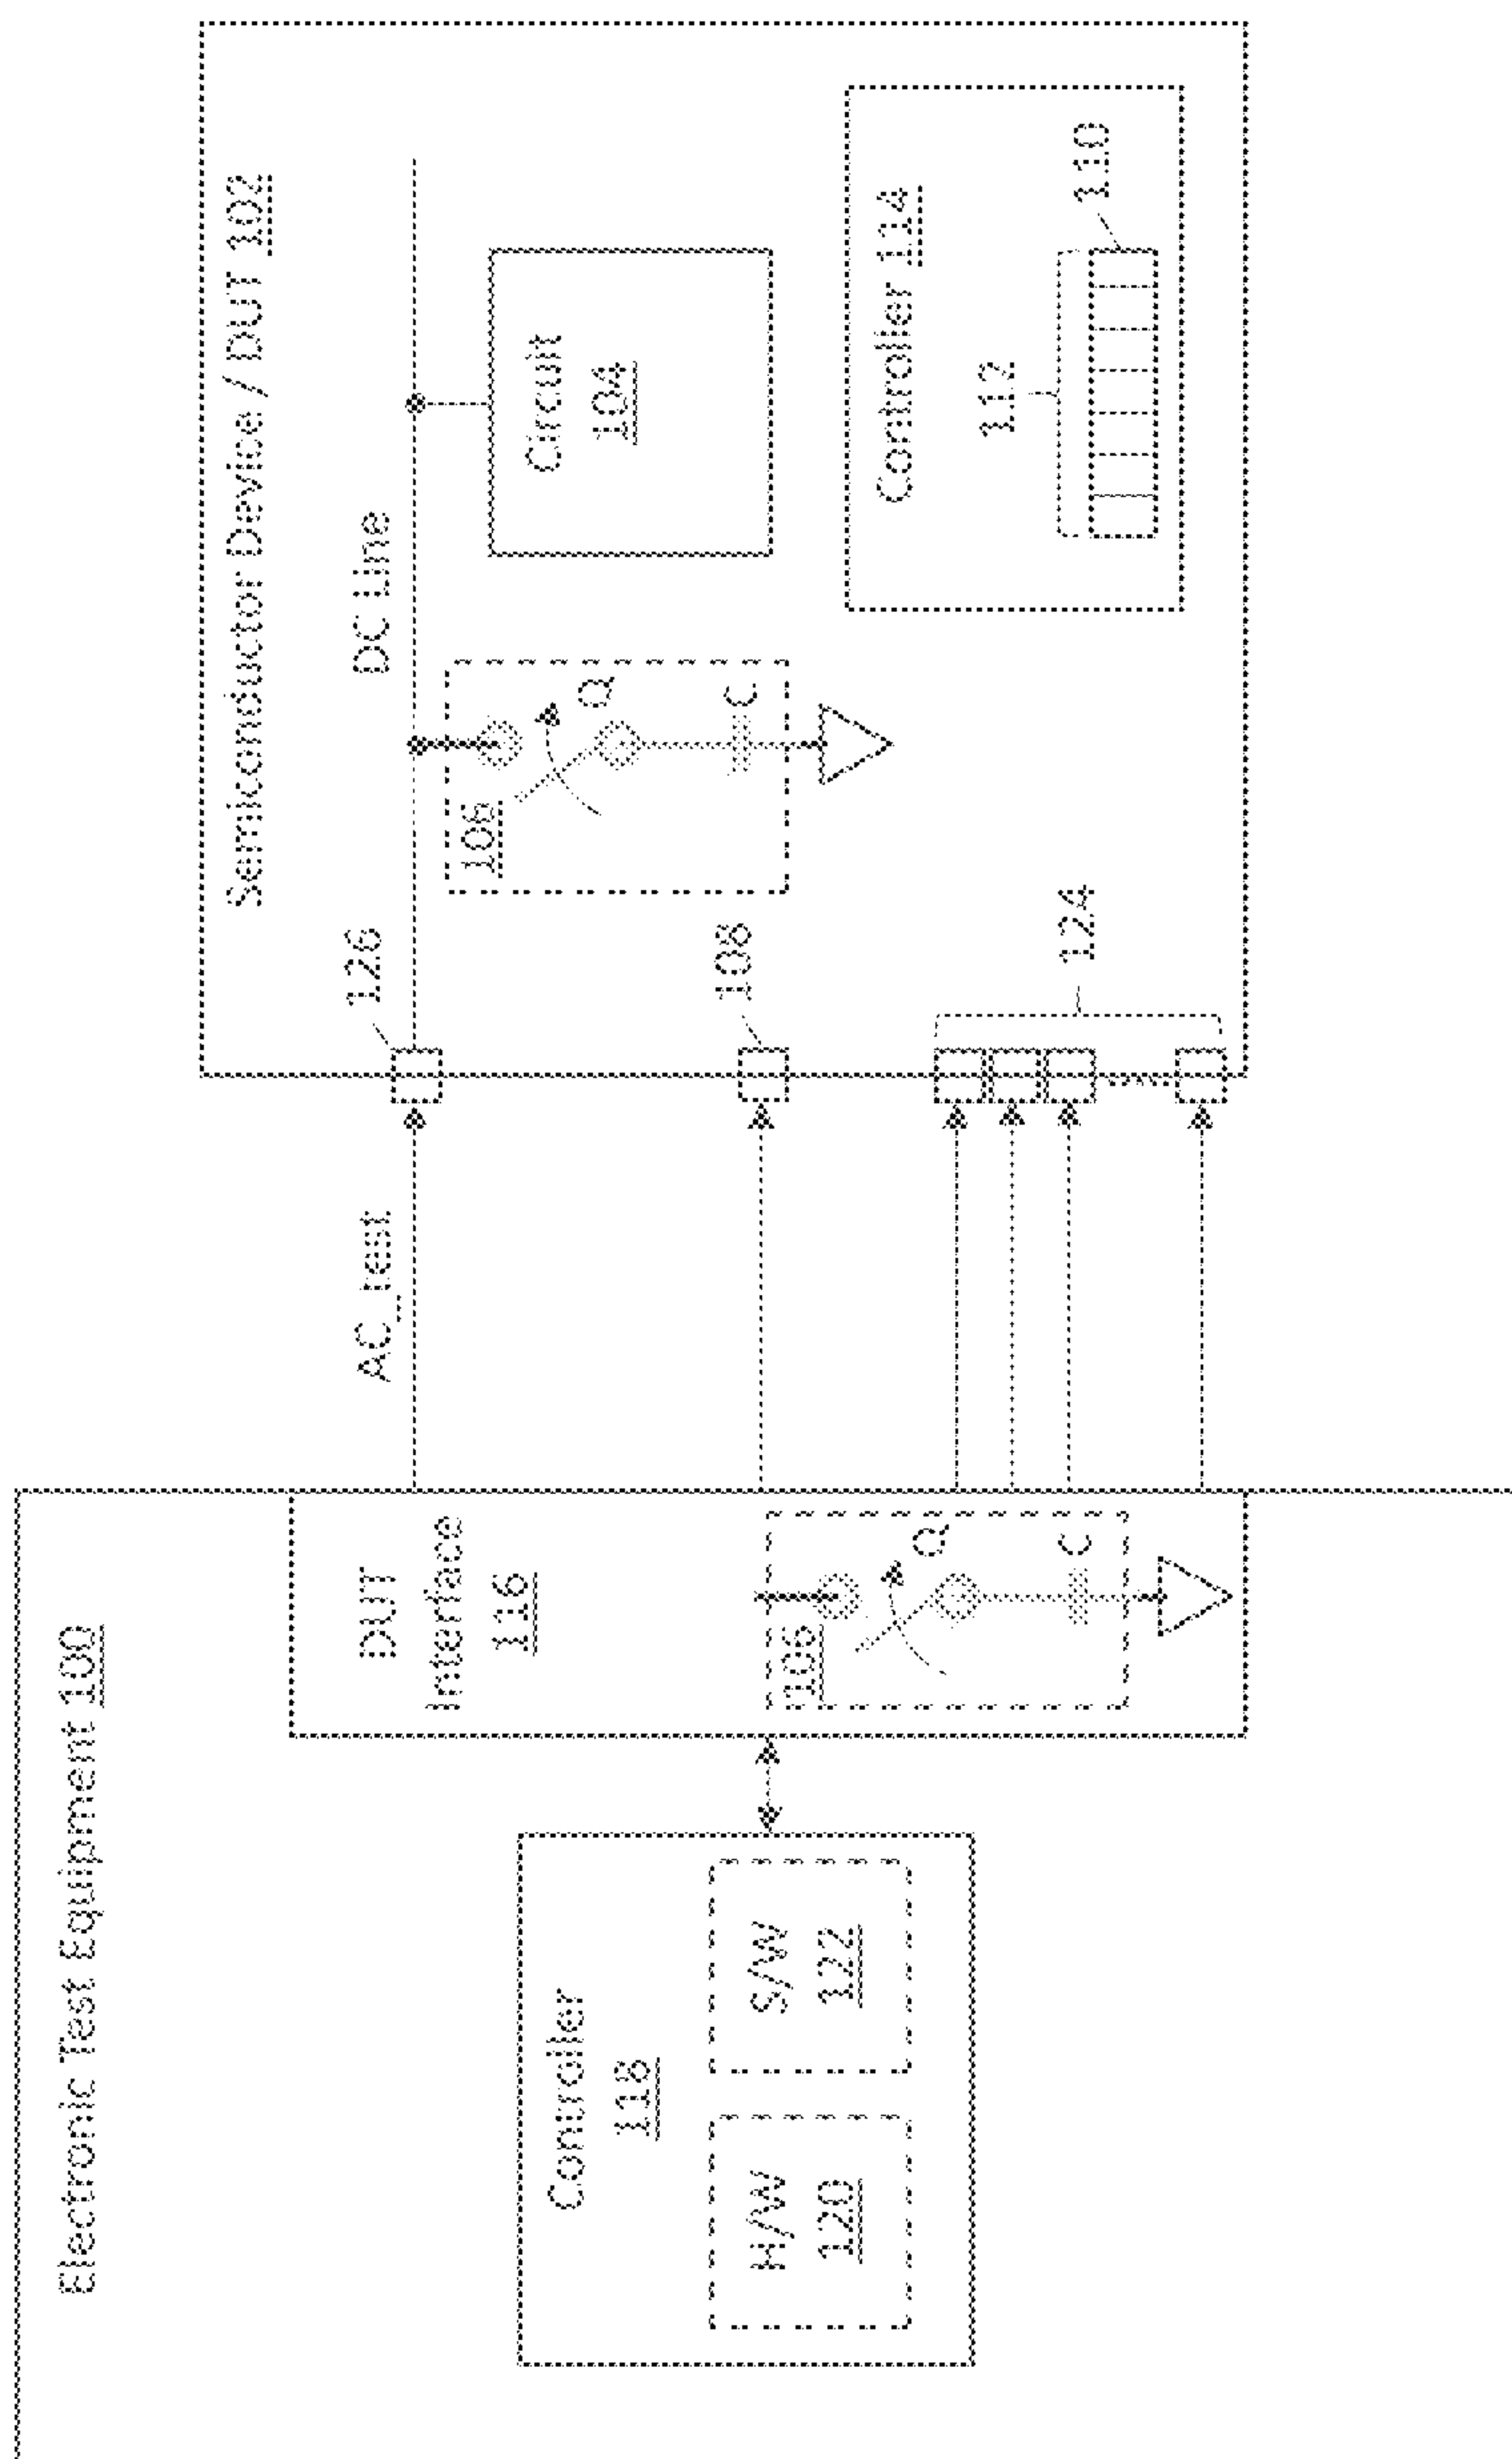 Electronic Test Equipment 100
Controller
118
H/W
120
S/W
122
DUT
Interface
116
106
Q
C
AC_test
Semiconductor Device / DUT 102
126
DC Line
106
Q
C
108
124
Circuit
104
Controller 114
112
110